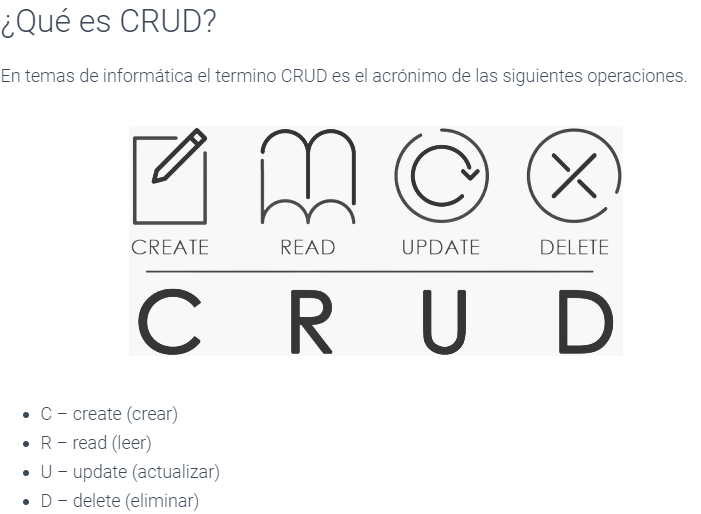 ¿Qué es CRUD?
En temas de informática el termino CRUD es el acrónimo de las siguientes operaciones.
CREATE READ UPDATE DELETE
C R U D
• C – create (crear)
• R – read (leer)
• U – update (actualizar)
• D – delete (eliminar)